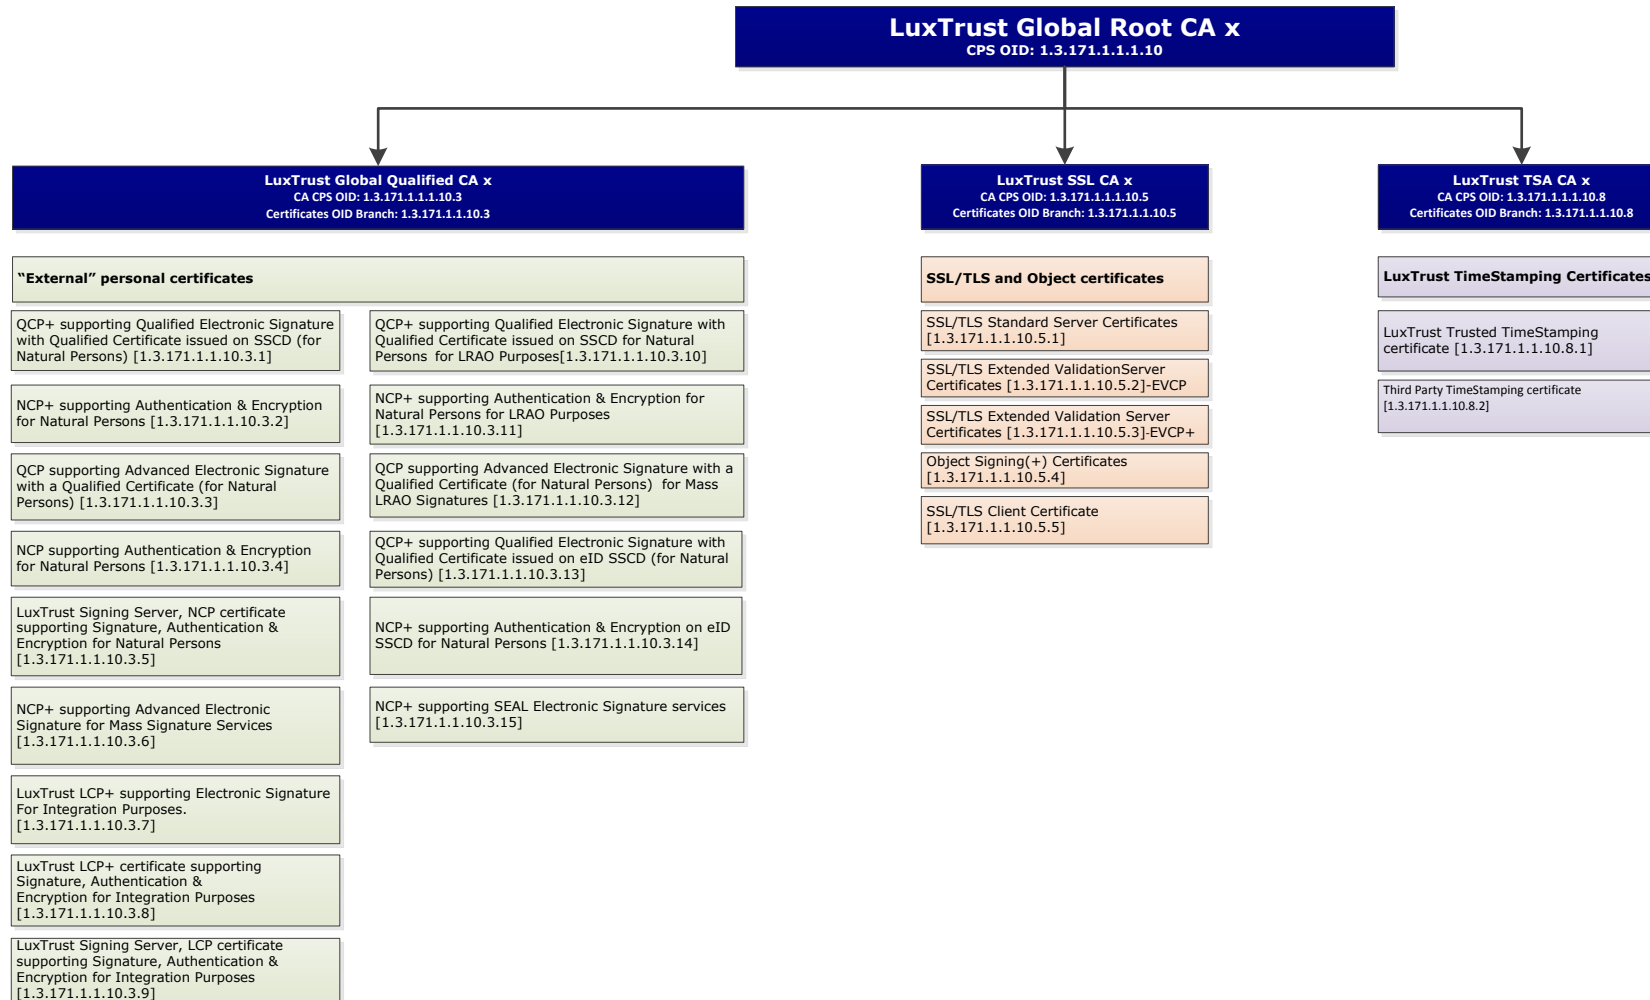 LuxTrust Global Root CA x
CPS OID: 1.3.171.1.1.1.10
LuxTrust Global Qualified CA x
CA CPS OID: 1.3.171.1.1.1.10.3
Certificates OID Branch: 1.3.171.1.1.10.3
LuxTrust SSL CA x
CA CPS OID: 1.3.171.1.1.1.10.5
Certificates OID Branch: 1.3.171.1.1.10.5
LuxTrust TSA CA x
CA CPS OID: 1.3.171.1.1.1.10.8
Certificates OID Branch: 1.3.171.1.1.10.8
“External” personal certificates
QCP+ supporting Qualified Electronic Signature
with Qualified Certificate issued on SSCD (for
Natural Persons) [1.3.171.1.1.10.3.1]
NCP+ supporting Authentication & Encryption
for Natural Persons [1.3.171.1.1.10.3.2]
QCP supporting Advanced Electronic Signature
with a Qualified Certificate (for Natural
Persons) [1.3.171.1.1.10.3.3]
NCP supporting Authentication & Encryption
for Natural Persons [1.3.171.1.1.10.3.4]
LuxTrust Signing Server, NCP certificate
supporting Signature, Authentication &
Encryption for Natural Persons
[1.3.171.1.1.10.3.5]
NCP+ supporting Advanced Electronic
Signature for Mass Signature Services
[1.3.171.1.1.10.3.6]
LuxTrust LCP+ supporting Electronic Signature
For Integration Purposes.
[1.3.171.1.1.10.3.7]
LuxTrust LCP+ certificate supporting
Signature, Authentication &
Encryption for Integration Purposes
[1.3.171.1.1.10.3.8]
LuxTrust Signing Server, LCP certificate
supporting Signature, Authentication &
Encryption for Integration Purposes
[1.3.171.1.1.10.3.9]
QCP+ supporting Qualified Electronic Signature with
Qualified Certificate issued on SSCD for Natural
Persons for LRAO Purposes[1.3.171.1.1.10.3.10]
NCP+ supporting Authentication & Encryption for
Natural Persons for LRAO Purposes
[1.3.171.1.1.10.3.11]
QCP supporting Advanced Electronic Signature with a
Qualified Certificate (for Natural Persons) for Mass
LRAO Signatures [1.3.171.1.1.10.3.12]
QCP+ supporting Qualified Electronic Signature with
Qualified Certificate issued on eID SSCD (for Natural
Persons) [1.3.171.1.1.10.3.13]
NCP+ supporting Authentication & Encryption on eID
SSCD for Natural Persons [1.3.171.1.1.10.3.14]
NCP+ supporting SEAL Electronic Signature services
[1.3.171.1.1.10.3.15]
SSL/TLS and Object certificates
SSL/TLS Standard Server Certificates
[1.3.171.1.1.10.5.1]
SSL/TLS Extended ValidationServer
Certificates [1.3.171.1.1.10.5.2]-EVCP
SSL/TLS Extended Validation Server
Certificates [1.3.171.1.1.10.5.3]-EVCP+
Object Signing(+) Certificates
[1.3.171.1.1.10.5.4]
SSL/TLS Client Certificate
[1.3.171.1.1.10.5.5]
LuxTrust TimeStamping Certificates
LuxTrust Trusted TimeStamping
certificate [1.3.171.1.1.10.8.1]
Third Party TimeStamping certificate
[1.3.171.1.1.10.8.2]